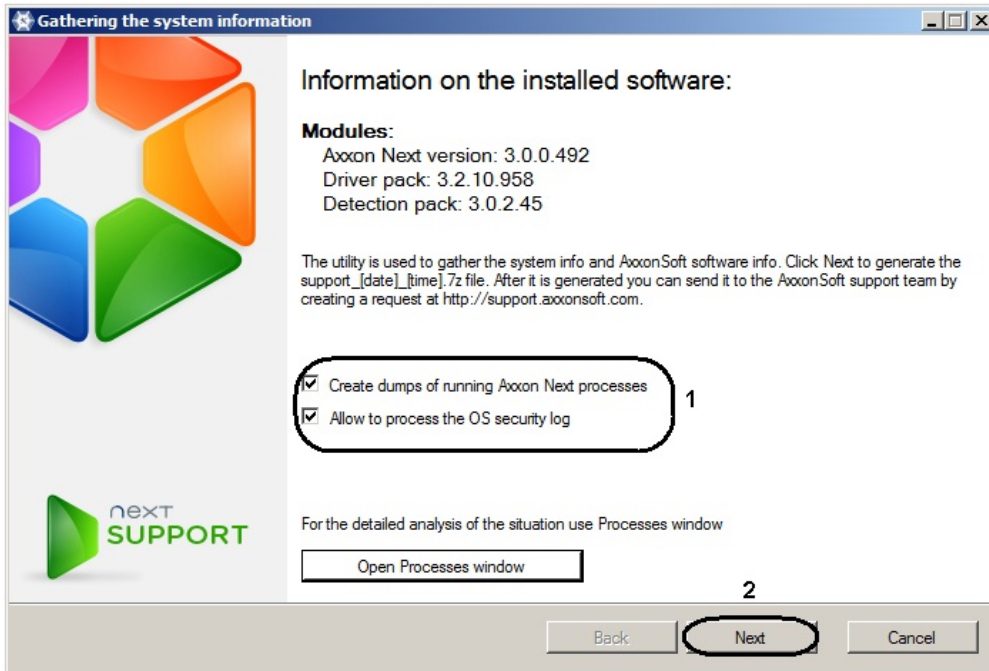 Gathering the system information
Information on the installed software:
Modules:
Axxon Next version: 3.0.0.492
Driver pack: 3.2.10.958
Detection pack: 3.0.2.45
The utility is used to gather the system info and AxxonSoft software info. Click Next to generate the
support_[date]_[time].7z file. After it is generated you can send it to the AxxonSoft support team by
creating a request at http://support.axxonsoft.com.
Create dumps of running Axxon Next processes
1
Allow to process the OS security log
next
SUPPORT
For the detailed analysis of the situation use Processes window
Open Processes window
2
Back
Next
Cancel